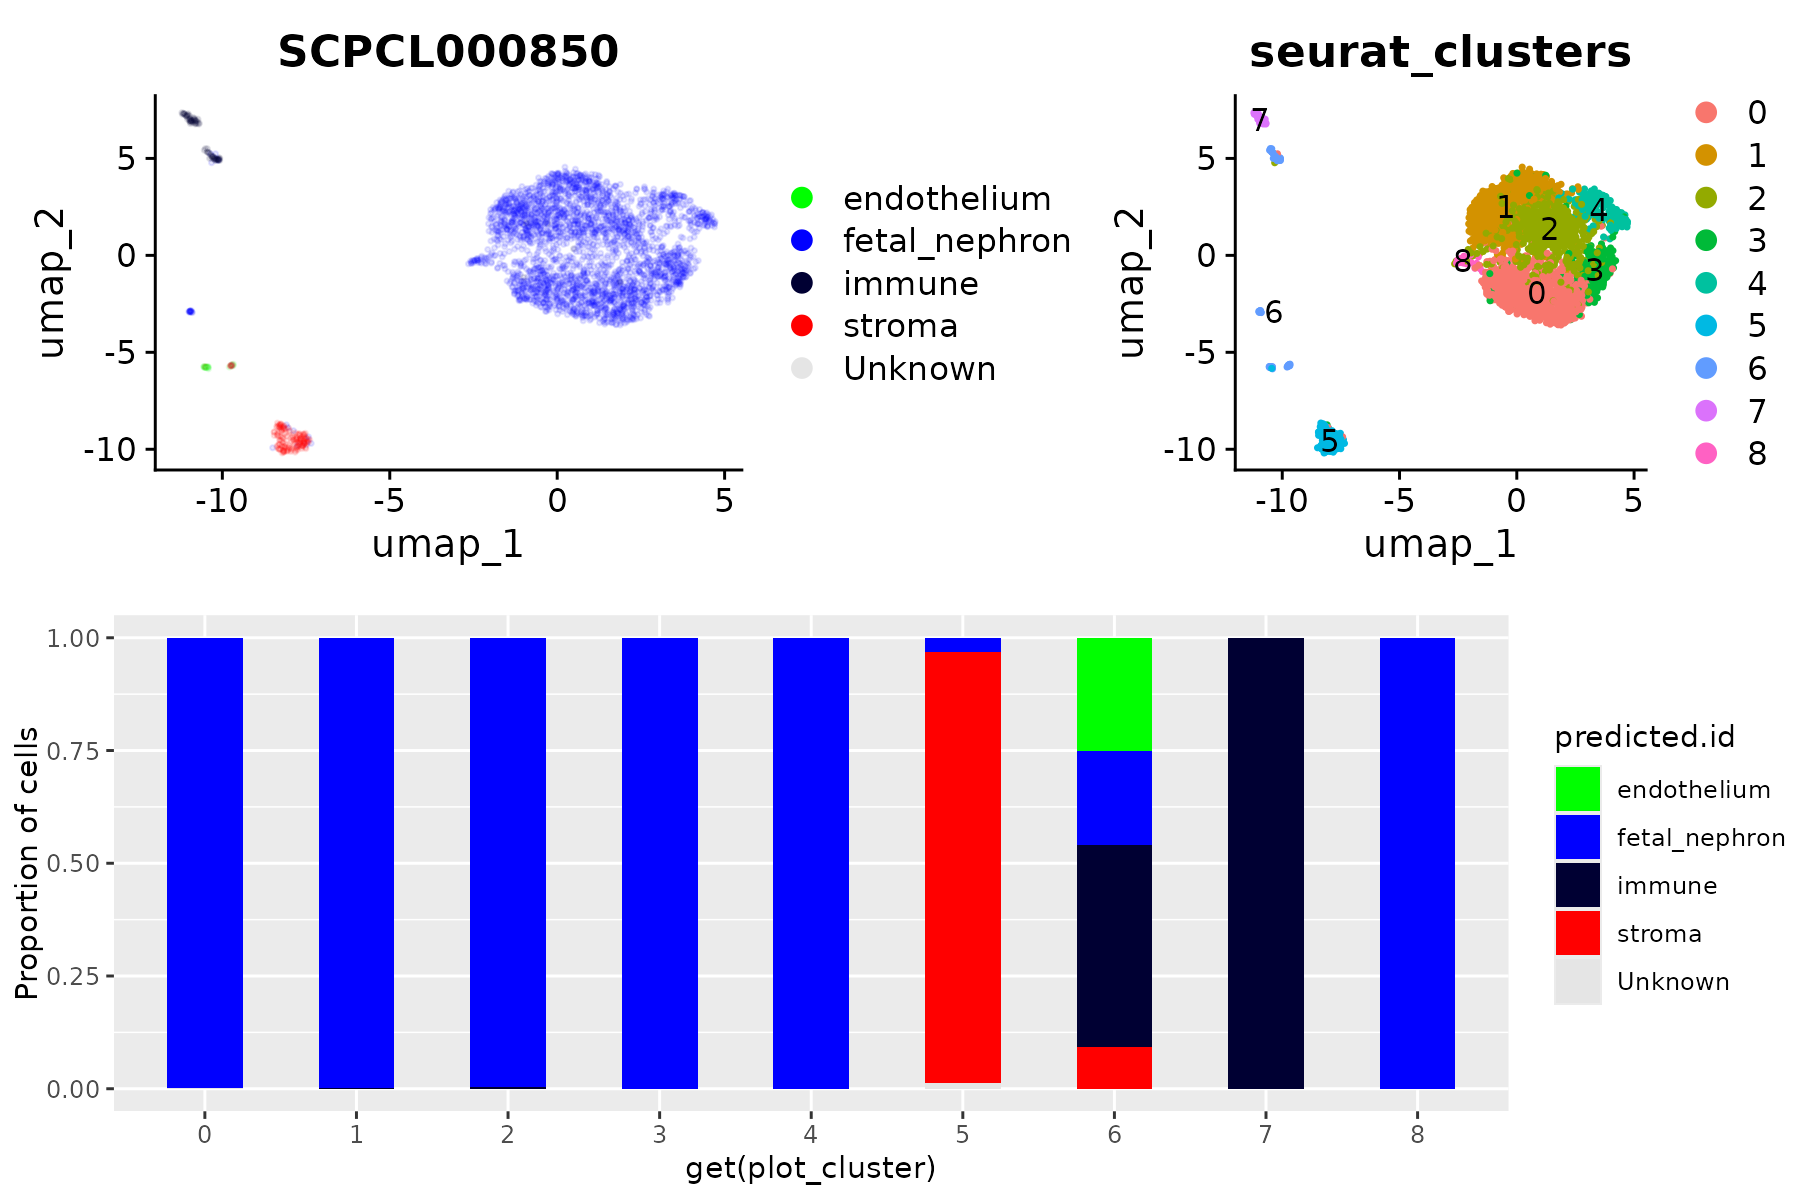 SCPCL000850
umap_2
5
0
-5
-10
-10
-5
0
5
umap_1
endothelium
fetal_nephron
immune
stroma
Unknown
seurat_clusters
umap_2
5
0
-5
-10
-10
-5
0
5
umap_1
7
1
4
2
8
3
0
6
5
0
1
2
3
4
5
6
7
8
Proportion of cells
1.00
0.75
0.50
0.25
0.00
0
1
2
3
4
5
6
7
8
get(plot_cluster)
predicted.id
endothelium
fetal_nephron
immune
stroma
Unknown